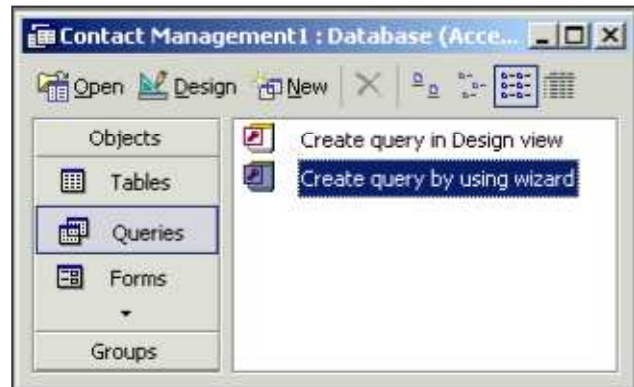 Contact Management1 : Database (Acce...
Open Design New
Objects
Tables
Queries
Forms
Groups
Create query in Design view
Create query by using wizard